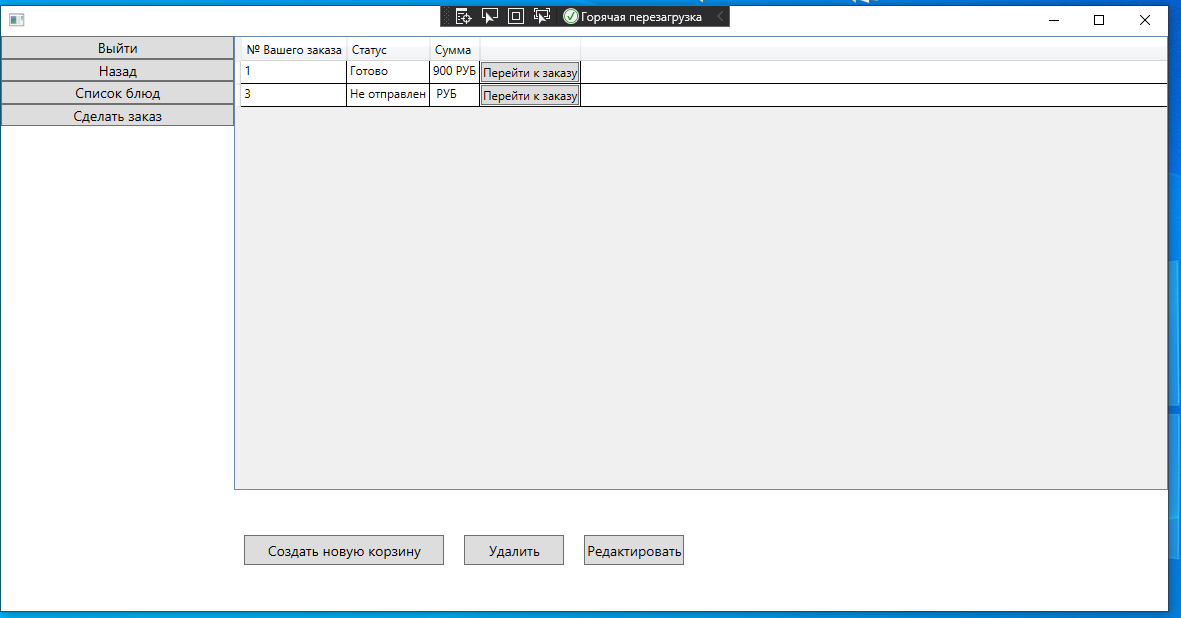 Горячая перезагрузка
Выйти
Назад
Список блюд
Сделать заказ
№ Вашего заказа Статус Сумма
1 Готово 900 РУБ Перейти к заказу
3 Не отправлен РУБ Перейти к заказу
Создать новую корзину Удалить Редактировать